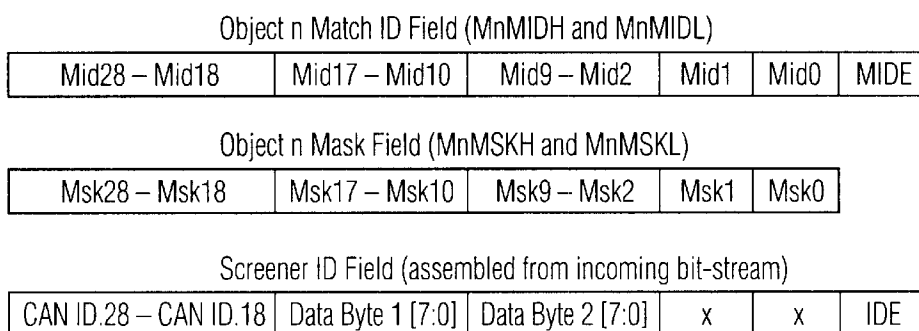 Object n Match ID Field (MnMIDH and MnMIDL)
Mid28 – Mid18 Mid17 – Mid10 Mid9 – Mid2 Mid1 Mid0 MIDE
Object n Mask Field (MnMSKH and MnMSKL)
Msk28 – Msk18 Msk17 – Msk10 Msk9 – Msk2 Msk1 Msk0
Screener ID Field (assembled from incoming bit-stream)
CAN ID.28 – CAN ID.18 Data Byte 1 [7:0] Data Byte 2 [7:0] x x IDE